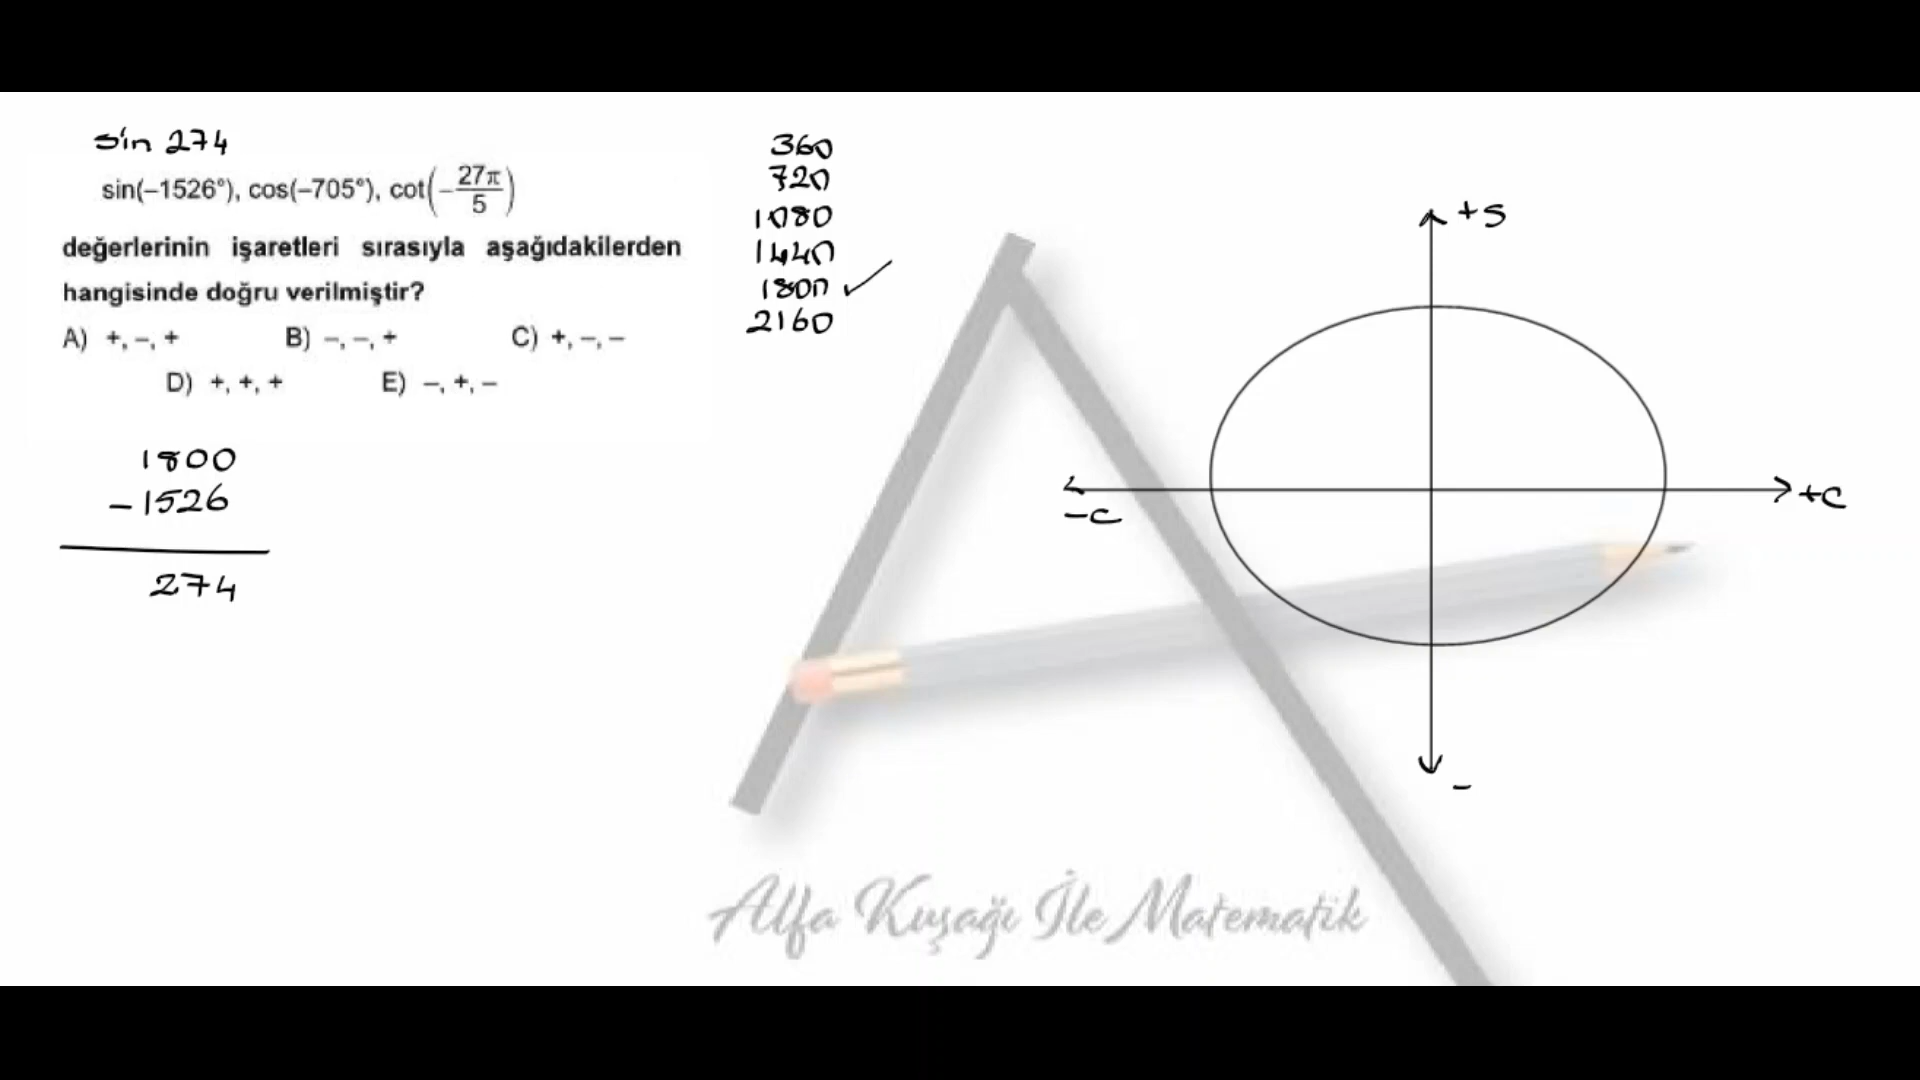 sin 274
sin(−1526°), cos(−705°), cot(−27π/5)
değerlerinin işaretleri sırasıyla aşağıdakilerden
hangisinde doğru verilmiştir?
A) +, −, + B) −, −, + C) +, −, −
D) +, +, + E) −, +, −
1800
−1526
274
360
720
1080
1440
1800 ✓
2160
+S
+C
−C
−
Alfa Kuşağı İle Matematik